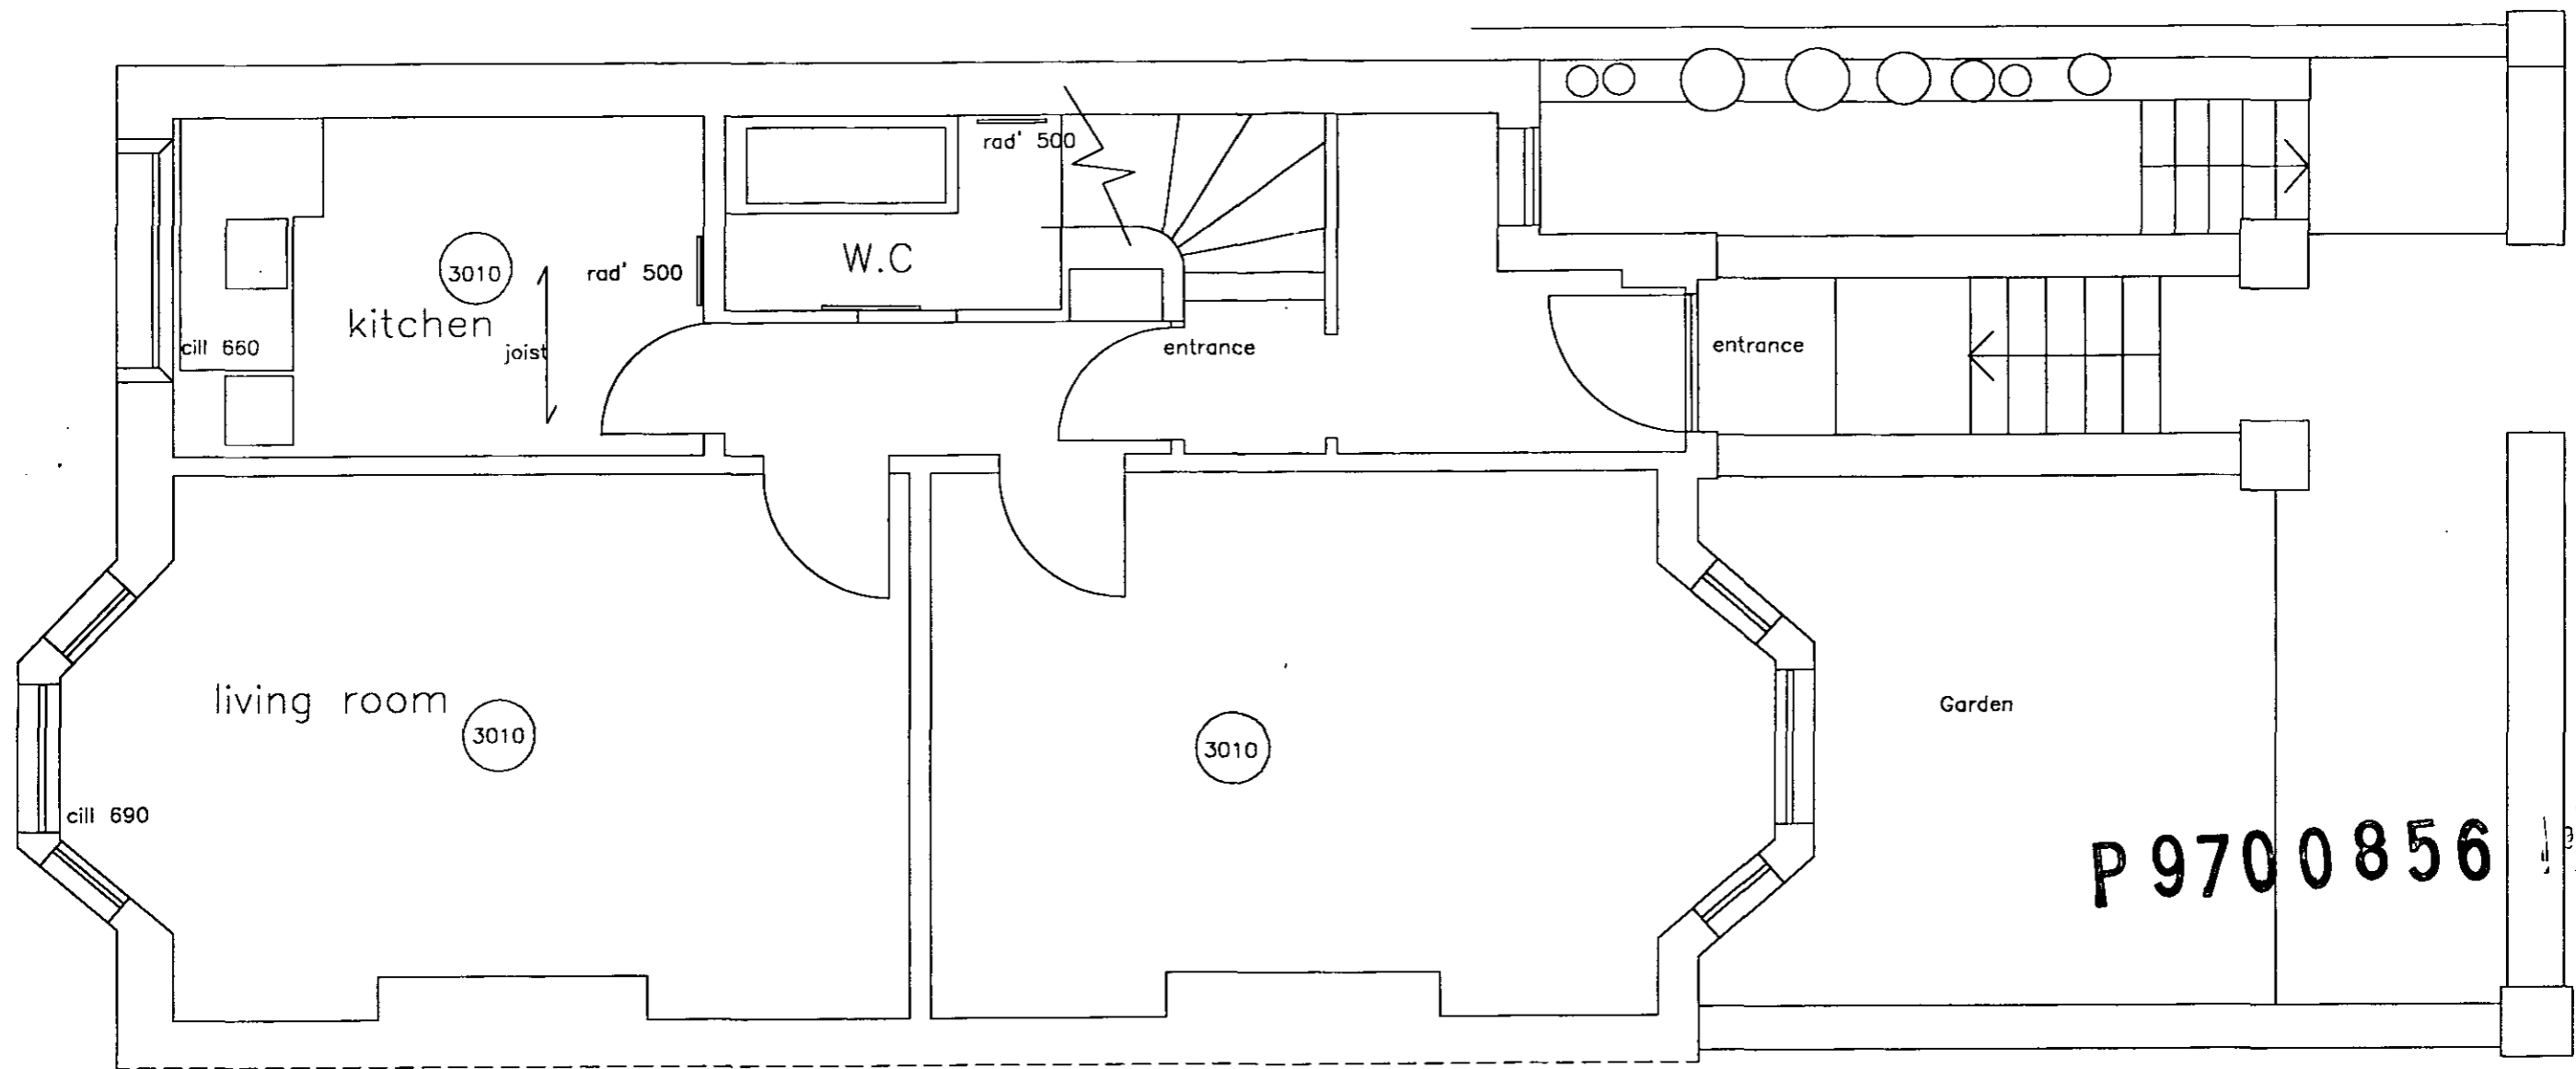 rad' 500
W.C
3010
rad' 500
kitchen
cill 660
joist
entrance
entrance
living room
3010
3010
Garden
cill 690
P9700856